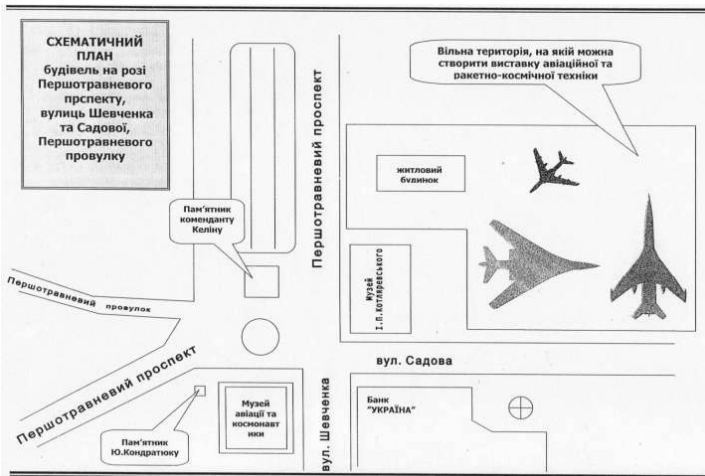 СХЕМАТИЧНИЙ
ПЛАН
будівель на розі
Першотравневого
прспекту,
вулиць Шевченка
та Садової,
Першотравневого
провулку
Вільна територія, на якій можна
створити виставку авіаційної та
ракетно-космічної техніки
Першотравневий проспект
житловий
будинок
Пам'ятник
коменданту
Келіну
Музей
І.П.Котляревського
Першотравневий провулок
вул. Садова
Першотравневий проспект
Музей
авіації та
космонавт
ики
вул. Шевченка
Банк
"УКРАЇНА"
Пам'ятник
Ю.Кондратюку